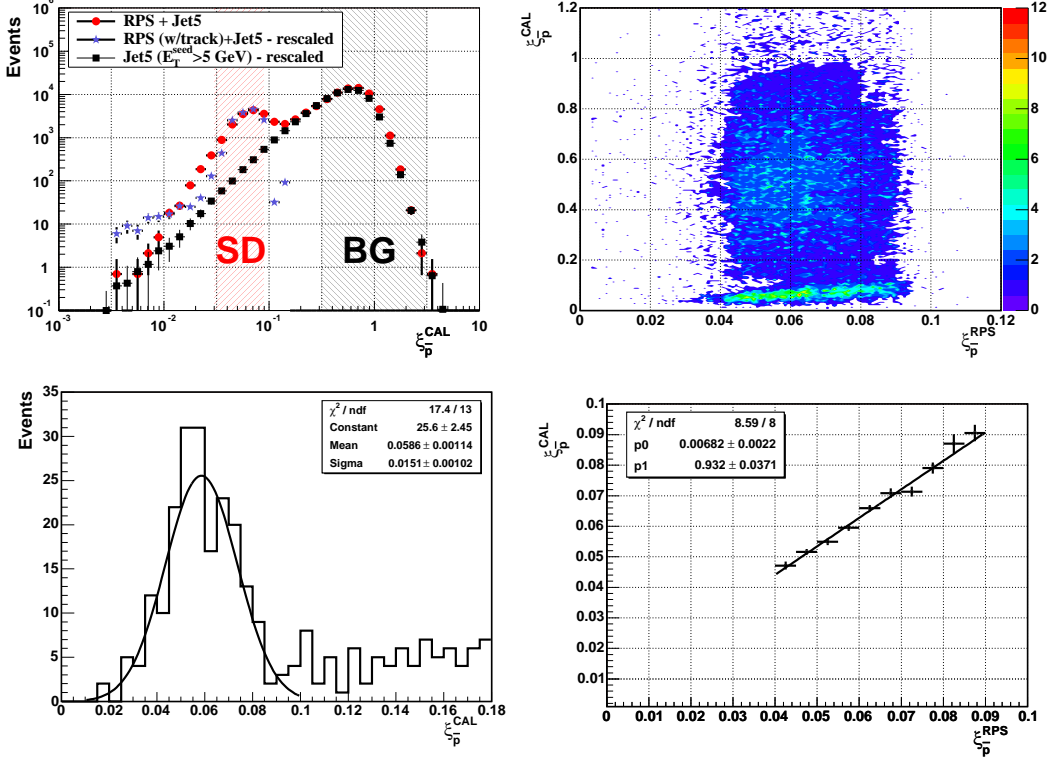 Events
10^6
10^5
10^4
10^3
10^2
10
1
10^-1
RPS + Jet5
RPS (w/track)+Jet5 - rescaled
Jet5 (E_T^seed >5 GeV) - rescaled
SD
BG
10^-3 10^-2 10^-1 1 10
ξ_p̄^CAL
ξ_p̄^CAL
1.2
1
0.8
0.6
0.4
0.2
0
0 0.02 0.04 0.06 0.08 0.1 0.12
ξ_p̄^RPS
12
10
8
6
4
2
0
Events
35
30
25
20
15
10
5
0
χ² / ndf 17.4 / 13
Constant 25.6 ± 2.45
Mean 0.0586 ± 0.00114
Sigma 0.0151 ± 0.00102
0 0.02 0.04 0.06 0.08 0.1 0.12 0.14 0.16 0.18
ξ_p̄^CAL
ξ_p̄^CAL
0.1
0.09
0.08
0.07
0.06
0.05
0.04
0.03
0.02
0.01
χ² / ndf 8.59 / 8
p0 0.00682 ± 0.0022
p1 0.932 ± 0.0371
0 0.01 0.02 0.03 0.04 0.05 0.06 0.07 0.08 0.09 0.1
ξ_p̄^RPS